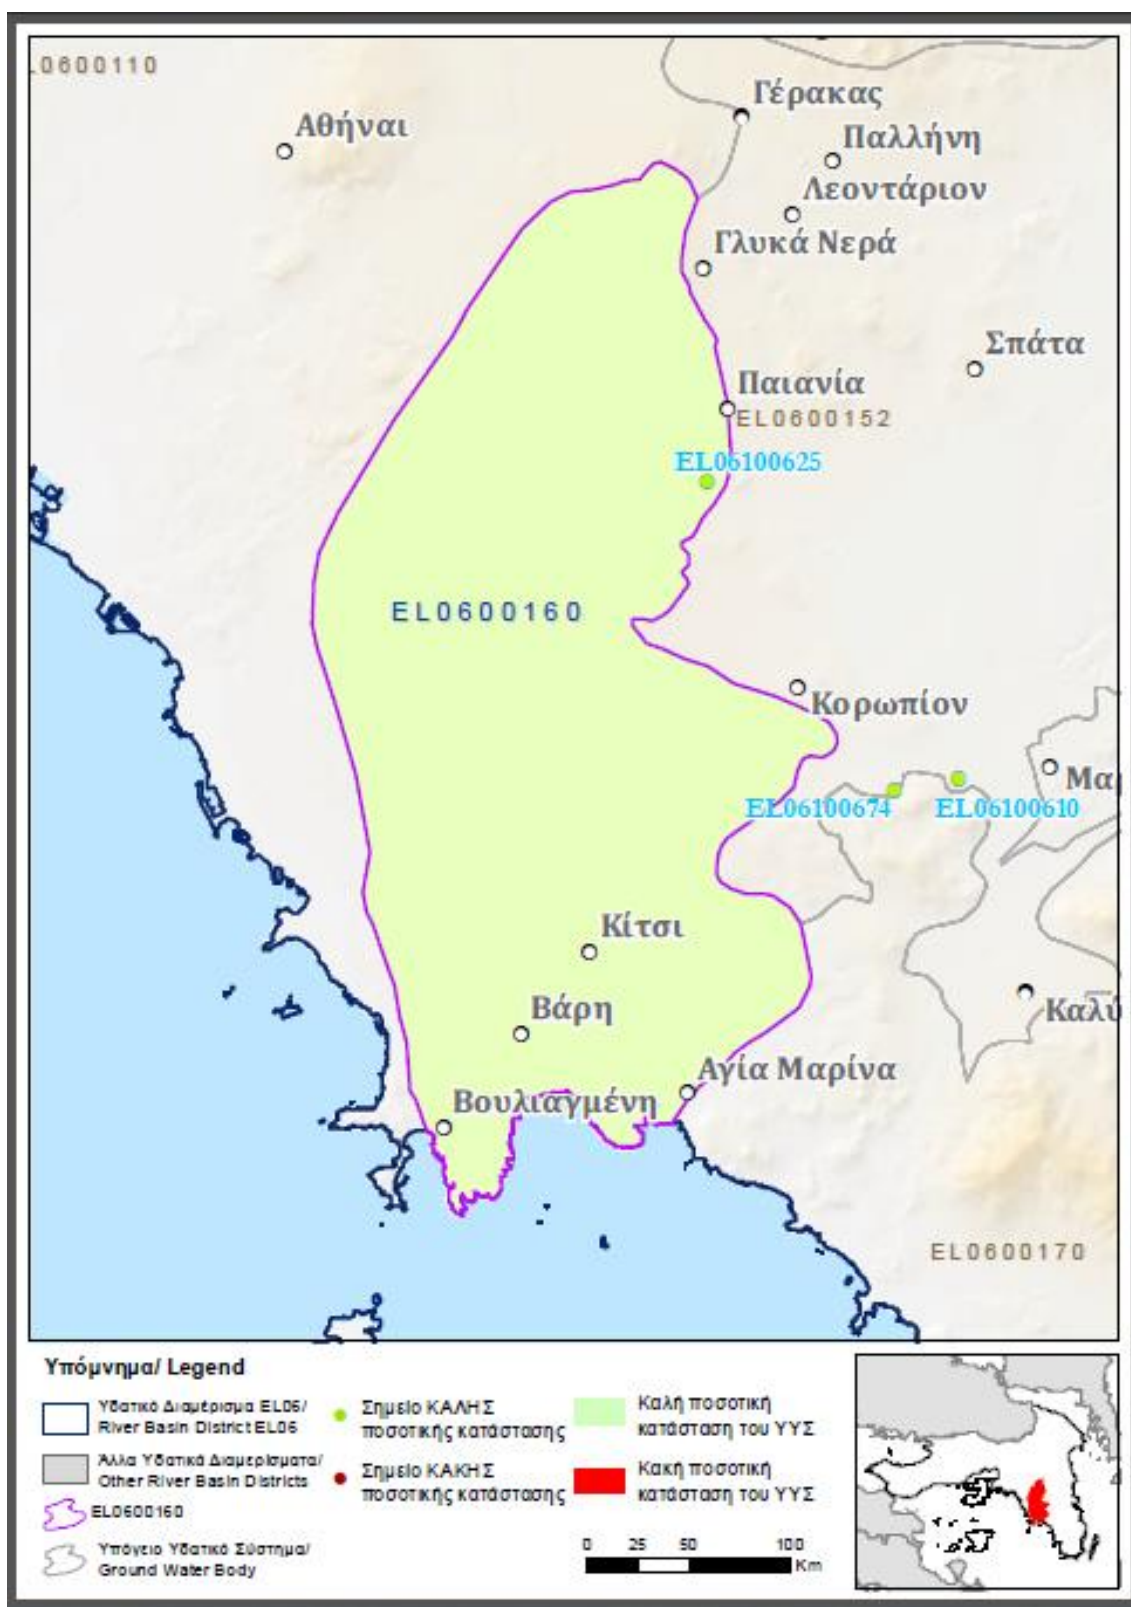 L0600110
Αθήναι
Γέρακας
Παλλήνη
Λεοντάριον
Γλυκά Νερά
Σπάτα
Παιανία
EL0600152
EL06100625
EL0600160
Κορωπίον
Μα
EL06100674
EL06100610
Κίτσι
Βάρη
Καλύ
Αγία Μαρίνα
Βουλιαγμένη
EL0600170
Υπόμνημα/ Legend
Υδατικό Διαμέρισμα EL06/
River Basin District EL06
Άλλα Υδατικά Διαμερίσματα/
Other River Basin Districts
EL0600160
Υπόγειο Υδατικό Σύστημα/
Ground Water Body
Σημείο ΚΑΛΗΣ
ποσοτικής κατάστασης
Σημείο ΚΑΚΗΣ
ποσοτικής κατάστασης
Καλή ποσοτική
κατάσταση του ΥΥΣ
Κακή ποσοτική
κατάσταση του ΥΥΣ
0 25 50 100
Km